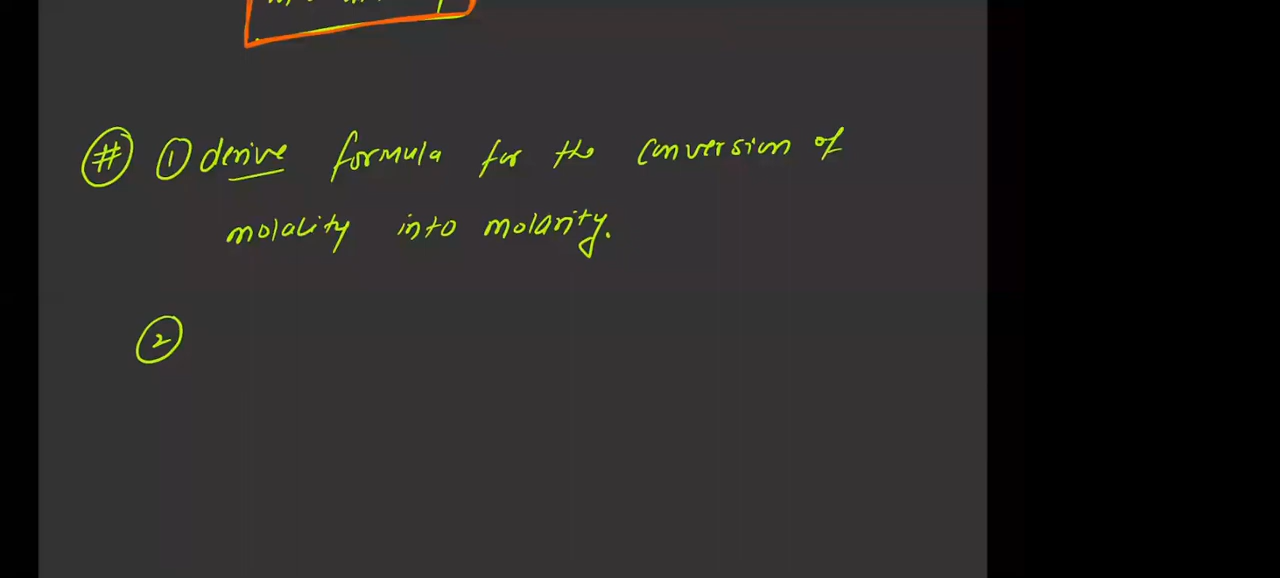 # ① derive formula for the conversion of
molality into molarity.
②